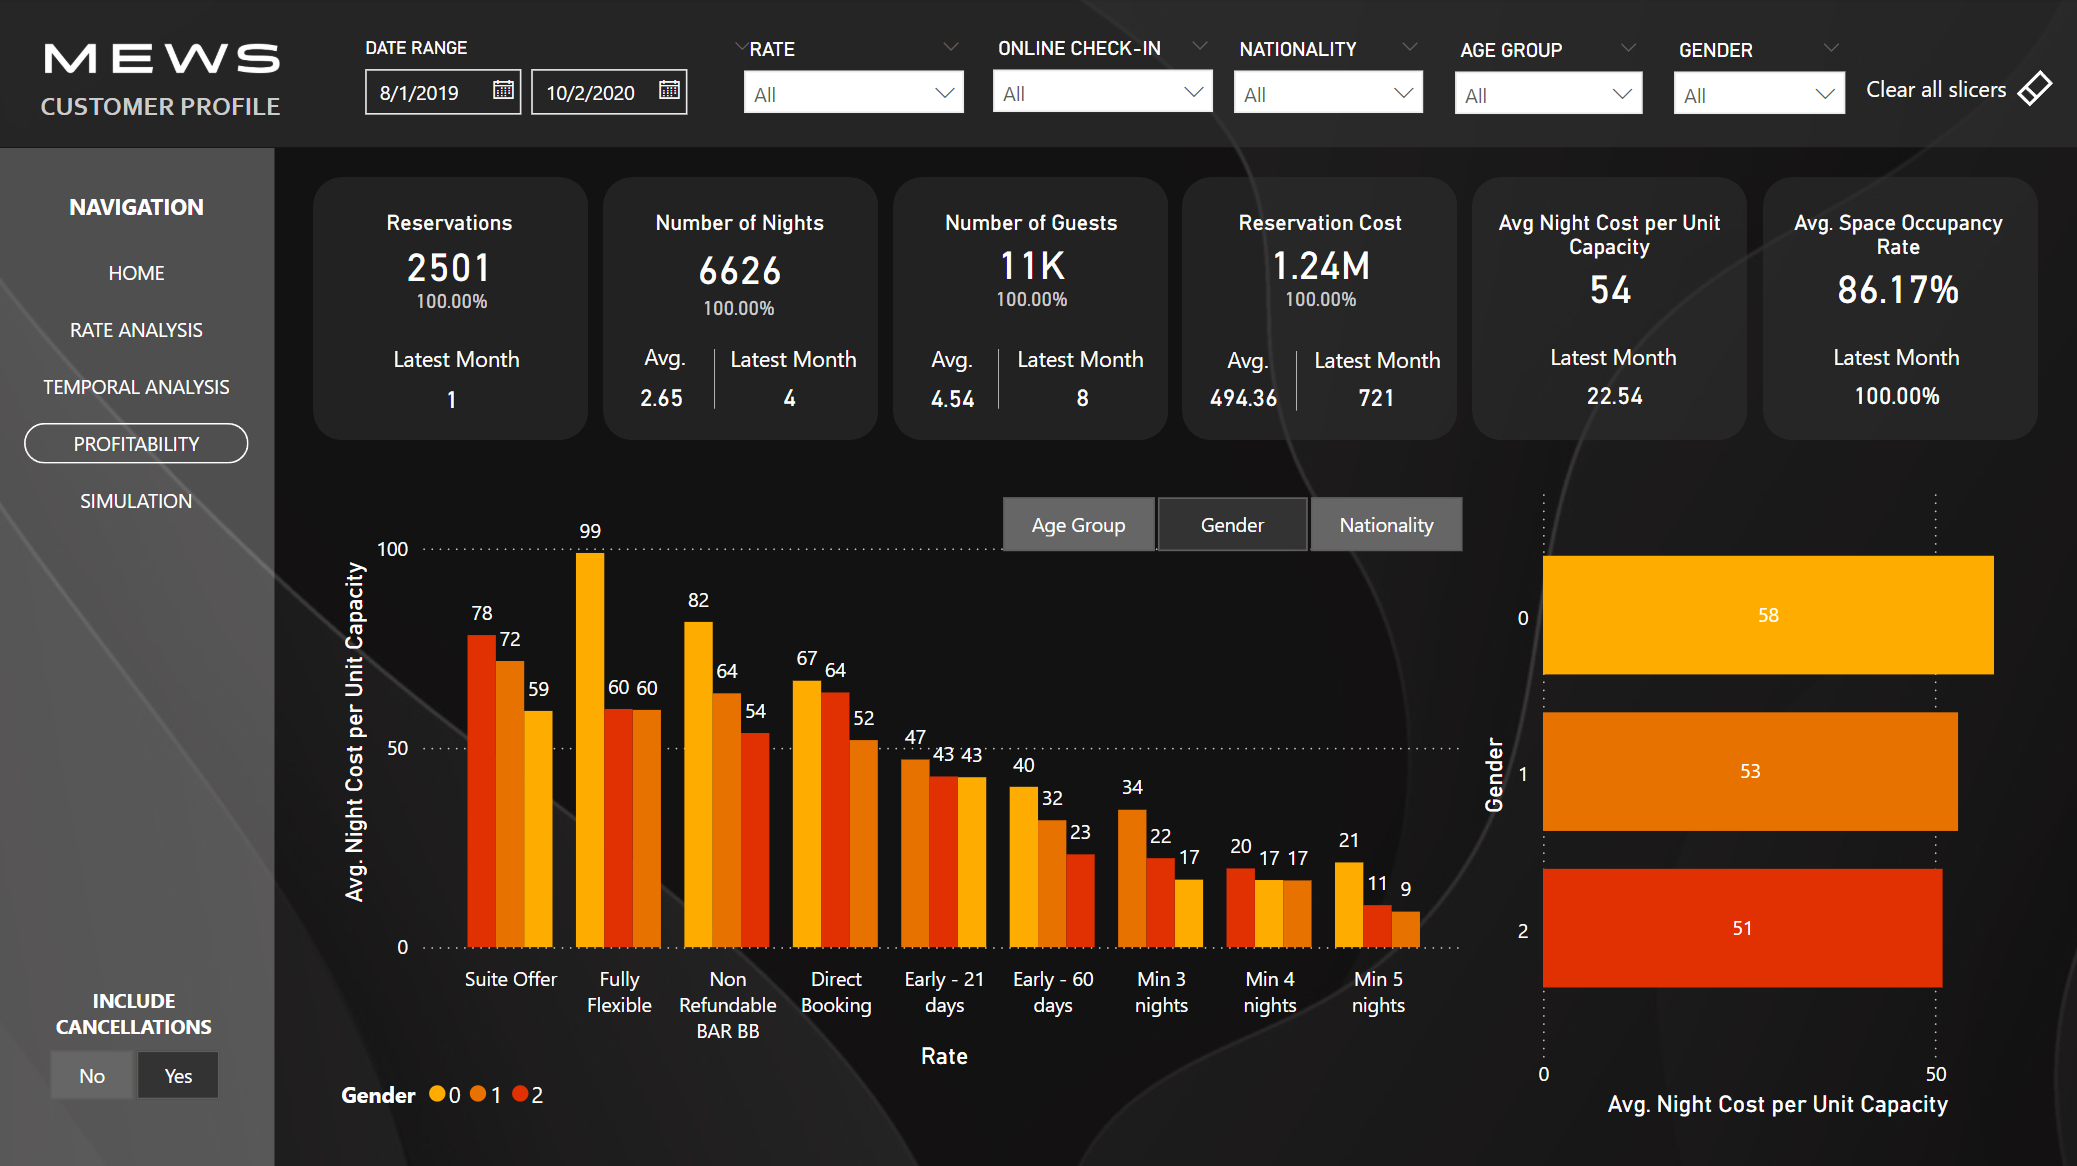 MEWS
CUSTOMER PROFILE
DATE RANGE
8/1/2019
10/2/2020
RATE
All
ONLINE CHECK-IN
All
NATIONALITY
All
AGE GROUP
All
GENDER
All
Clear all slicers
NAVIGATION
HOME
RATE ANALYSIS
TEMPORAL ANALYSIS
PROFITABILITY
SIMULATION
INCLUDE
CANCELLATIONS
No
Yes
Reservations
2501
100.00%
Latest Month
1
Number of Nights
6626
100.00%
Avg.
2.65
Latest Month
4
Number of Guests
11K
100.00%
Avg.
4.54
Latest Month
8
Reservation Cost
1.24M
100.00%
Avg.
494.36
Latest Month
721
Avg Night Cost per Unit
Capacity
54
Latest Month
22.54
Avg. Space Occupancy
Rate
86.17%
Latest Month
100.00%
Age Group
Gender
Nationality
Avg. Night Cost per Unit Capacity
100
50
0
78
72
59
99
60
60
82
64
54
67
64
52
47
43
43
40
32
23
34
22
17
20
17
17
21
11
9
Suite Offer
Fully
Flexible
Non
Refundable
BAR BB
Direct
Booking
Early - 21
days
Early - 60
days
Min 3
nights
Min 4
nights
Min 5
nights
Rate
Gender 0 1 2
Gender
0
58
1
53
2
51
0
50
Avg. Night Cost per Unit Capacity